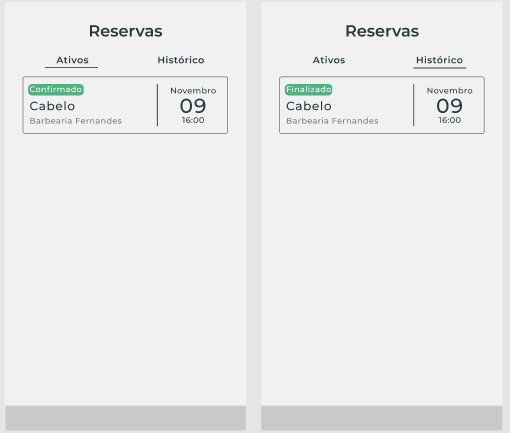 Reservas
Ativos Histórico
Confirmado
Cabelo
Barbearia Fernandes
Novembro
09
16:00
Reservas
Ativos Histórico
Finalizado
Cabelo
Barbearia Fernandes
Novembro
09
16:00